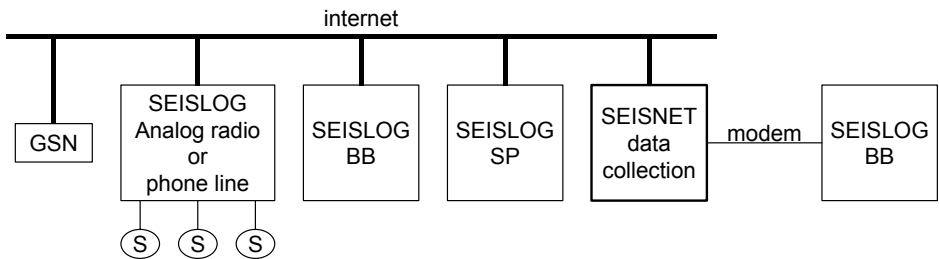 internet
GSN
SEISLOG
Analog radio
or
phone line
SEISLOG
BB
SEISLOG
SP
SEISNET
data
collection
modem
SEISLOG
BB
S S S